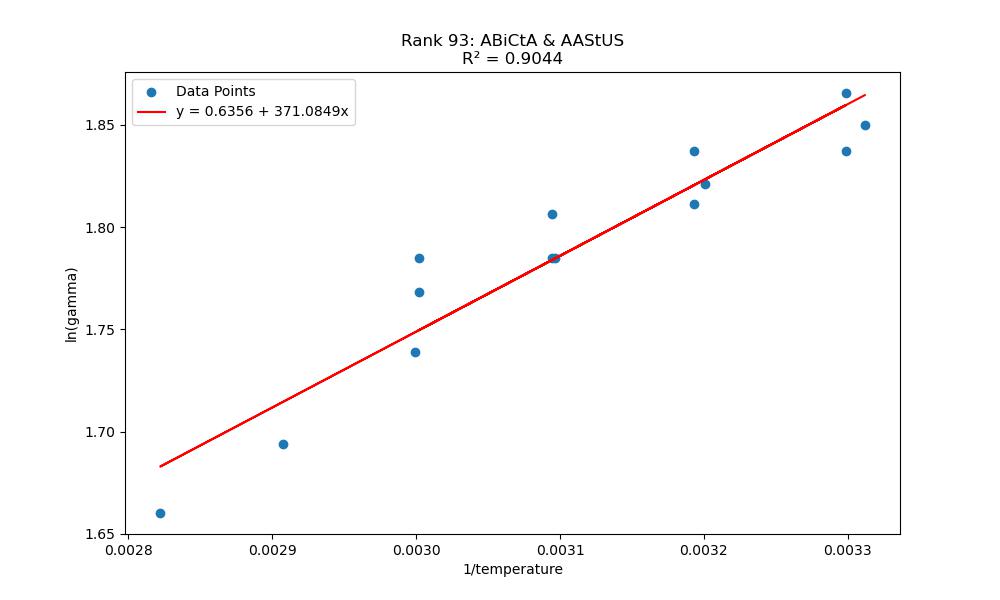 Rank 93: ABiCtA & AAStUS
R² = 0.9044
Data Points
y = 0.6356 + 371.0849x
ln(gamma)
1.85
1.80
1.75
1.70
1.65
0.0028
0.0029
0.0030
0.0031
0.0032
0.0033
1/temperature